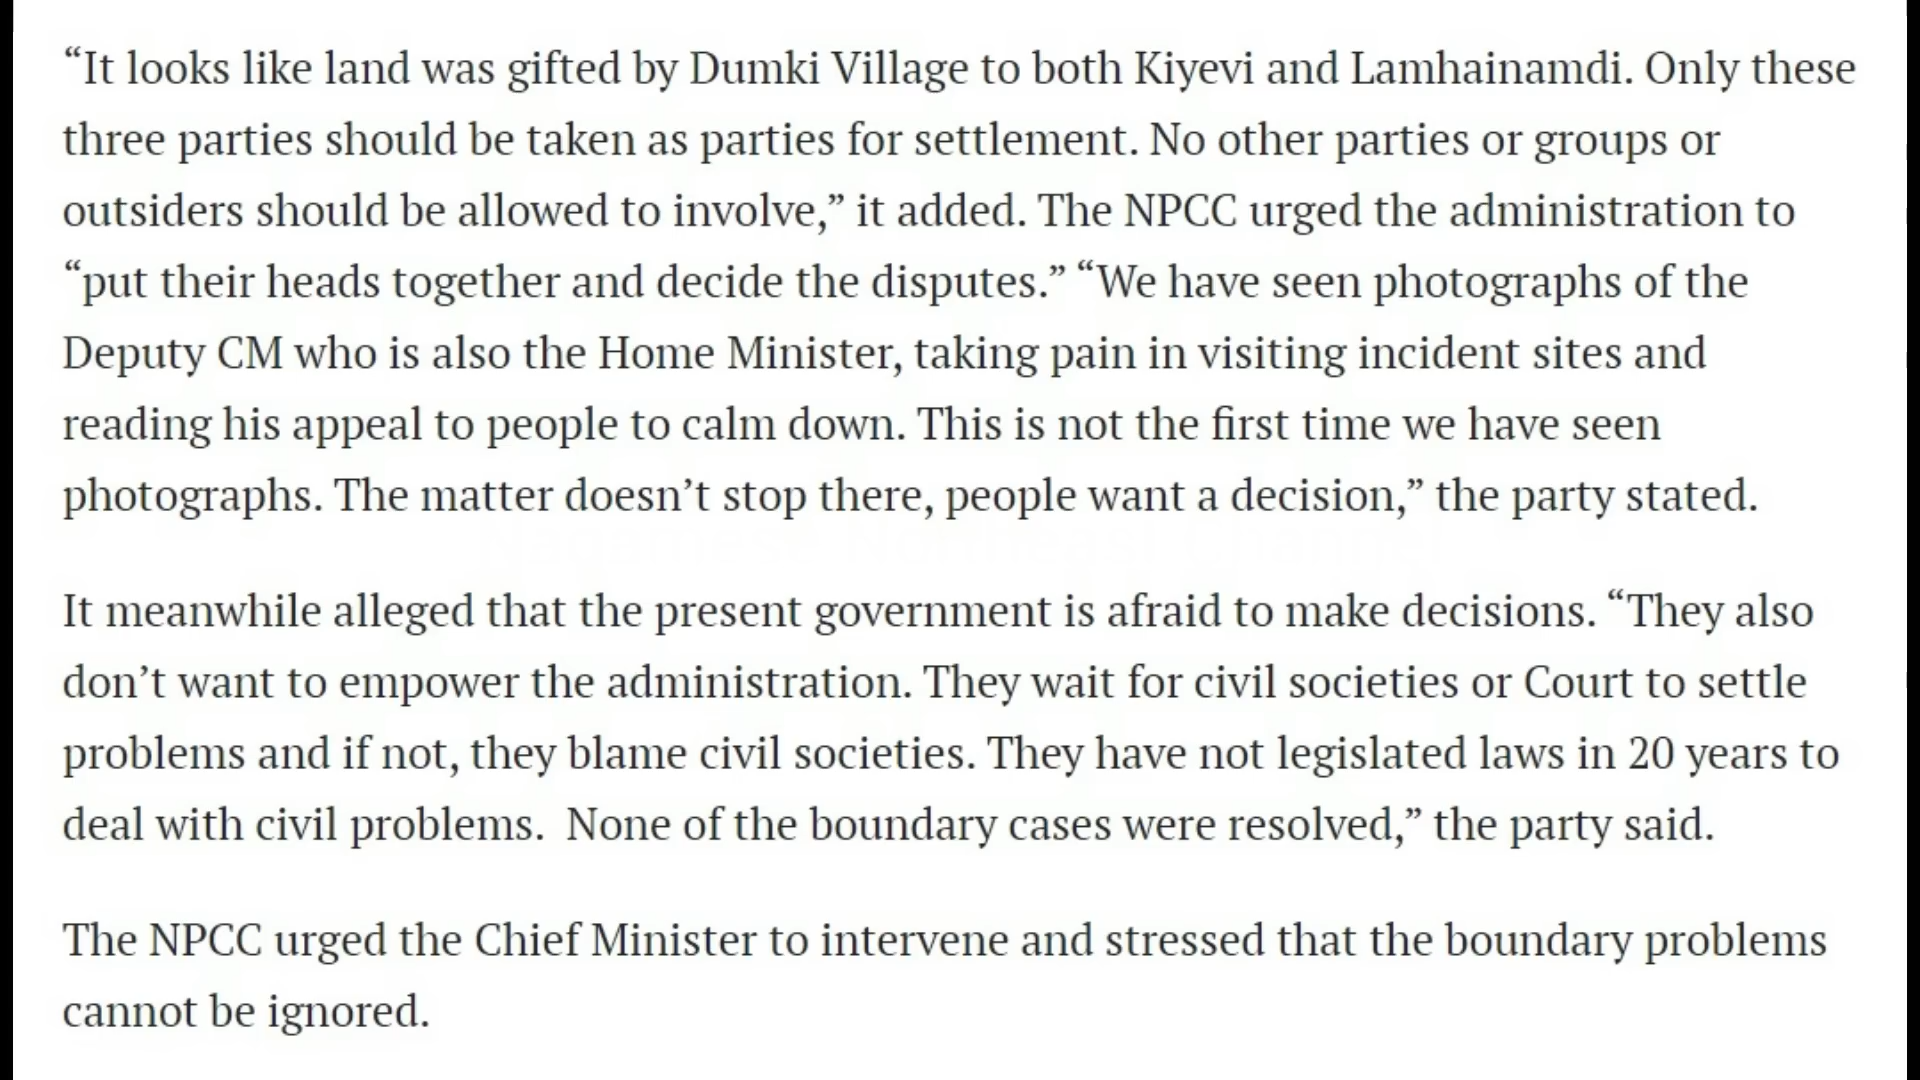 “It looks like land was gifted by Dumki Village to both Kiyevi and Lamhainamdi. Only these
three parties should be taken as parties for settlement. No other parties or groups or
outsiders should be allowed to involve,” it added. The NPCC urged the administration to
“put their heads together and decide the disputes.” “We have seen photographs of the
Deputy CM who is also the Home Minister, taking pain in visiting incident sites and
reading his appeal to people to calm down. This is not the first time we have seen
photographs. The matter doesn’t stop there, people want a decision,” the party stated.
It meanwhile alleged that the present government is afraid to make decisions. “They also
don’t want to empower the administration. They wait for civil societies or Court to settle
problems and if not, they blame civil societies. They have not legislated laws in 20 years to
deal with civil problems.  None of the boundary cases were resolved,” the party said.
The NPCC urged the Chief Minister to intervene and stressed that the boundary problems
cannot be ignored.